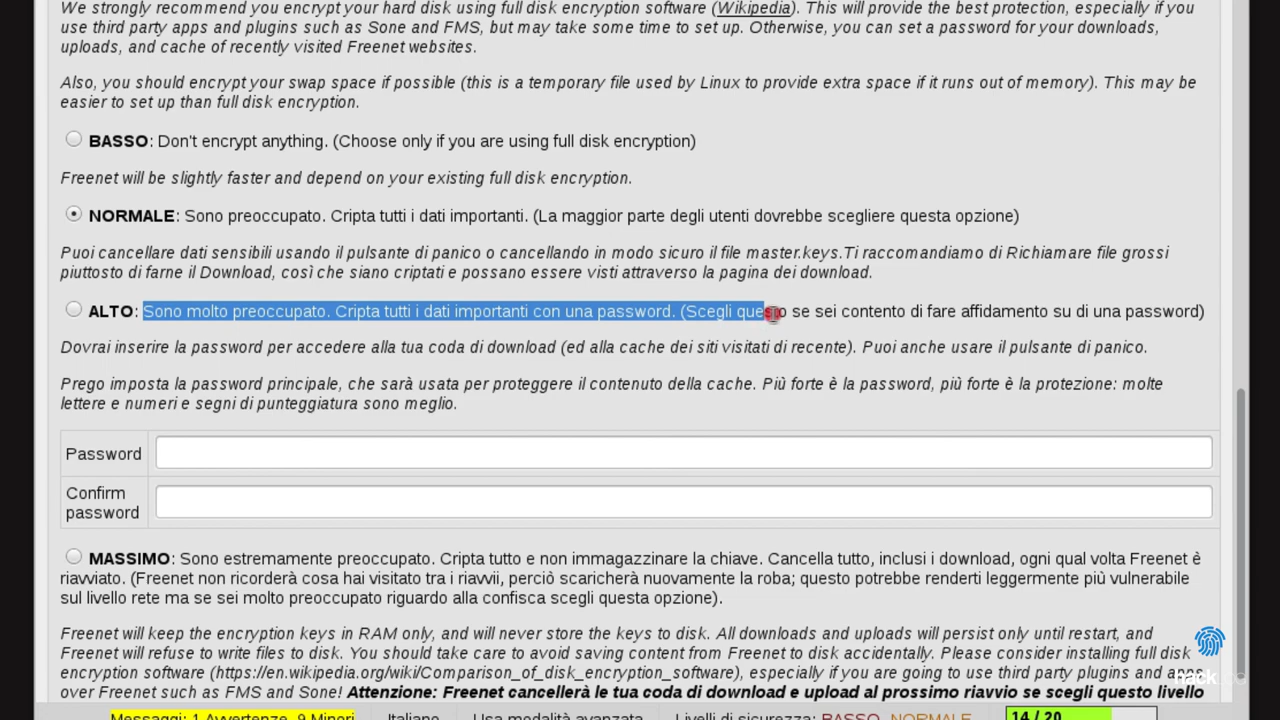 We strongly recommend you encrypt your hard disk using full disk encryption software (Wikipedia). This will provide the best protection, especially if you
use third party apps and plugins such as Sone and FMS, but may take some time to set up. Otherwise, you can set a password for your downloads,
uploads, and cache of recently visited Freenet websites.
Also, you should encrypt your swap space if possible (this is a temporary file used by Linux to provide extra space if it runs out of memory). This may be
easier to set up than full disk encryption.
BASSO: Don't encrypt anything. (Choose only if you are using full disk encryption)
Freenet will be slightly faster and depend on your existing full disk encryption.
NORMALE: Sono preoccupato. Cripta tutti i dati importanti. (La maggior parte degli utenti dovrebbe scegliere questa opzione)
Puoi cancellare dati sensibili usando il pulsante di panico o cancellando in modo sicuro il file master.keys.Ti raccomandiamo di Richiamare file grossi
piuttosto di farne il Download, così che siano criptati e possano essere visti attraverso la pagina dei download.
ALTO: Sono molto preoccupato. Cripta tutti i dati importanti con una password. (Scegli questo se sei contento di fare affidamento su di una password)
Dovrai inserire la password per accedere alla tua coda di download (ed alla cache dei siti visitati di recente). Puoi anche usare il pulsante di panico.
Prego imposta la password principale, che sarà usata per proteggere il contenuto della cache. Più forte è la password, più forte è la protezione: molte
lettere e numeri e segni di punteggiatura sono meglio.
Password
Confirm
password
MASSIMO: Sono estremamente preoccupato. Cripta tutto e non immagazzinare la chiave. Cancella tutto, inclusi i download, ogni qual volta Freenet è
riavviato. (Freenet non ricorderà cosa hai visitato tra i riavvii, perciò scaricherà nuovamente la roba; questo potrebbe renderti leggermente più vulnerabile
sul livello rete ma se sei molto preoccupato riguardo alla confisca scegli questa opzione).
Freenet will keep the encryption keys in RAM only, and will never store the keys to disk. All downloads and uploads will persist only until restart, and
Freenet will refuse to write files to disk. You should take care to avoid saving content from Freenet to disk accidentally. Please consider installing full disk
encryption software (https://en.wikipedia.org/wiki/Comparison_of_disk_encryption_software), especially if you are going to use third party plugins and apps
over Freenet such as FMS and Sone! Attenzione: Freenet cancellerà le tua coda di download e upload al prossimo riavvio se scegli questo livello
hack.co
Messaggi: 1 Avvertenze, 9 Minori Italiano Usa modalità avanzata Livelli di sicurezza: BASSO NORMALE 14 / 20